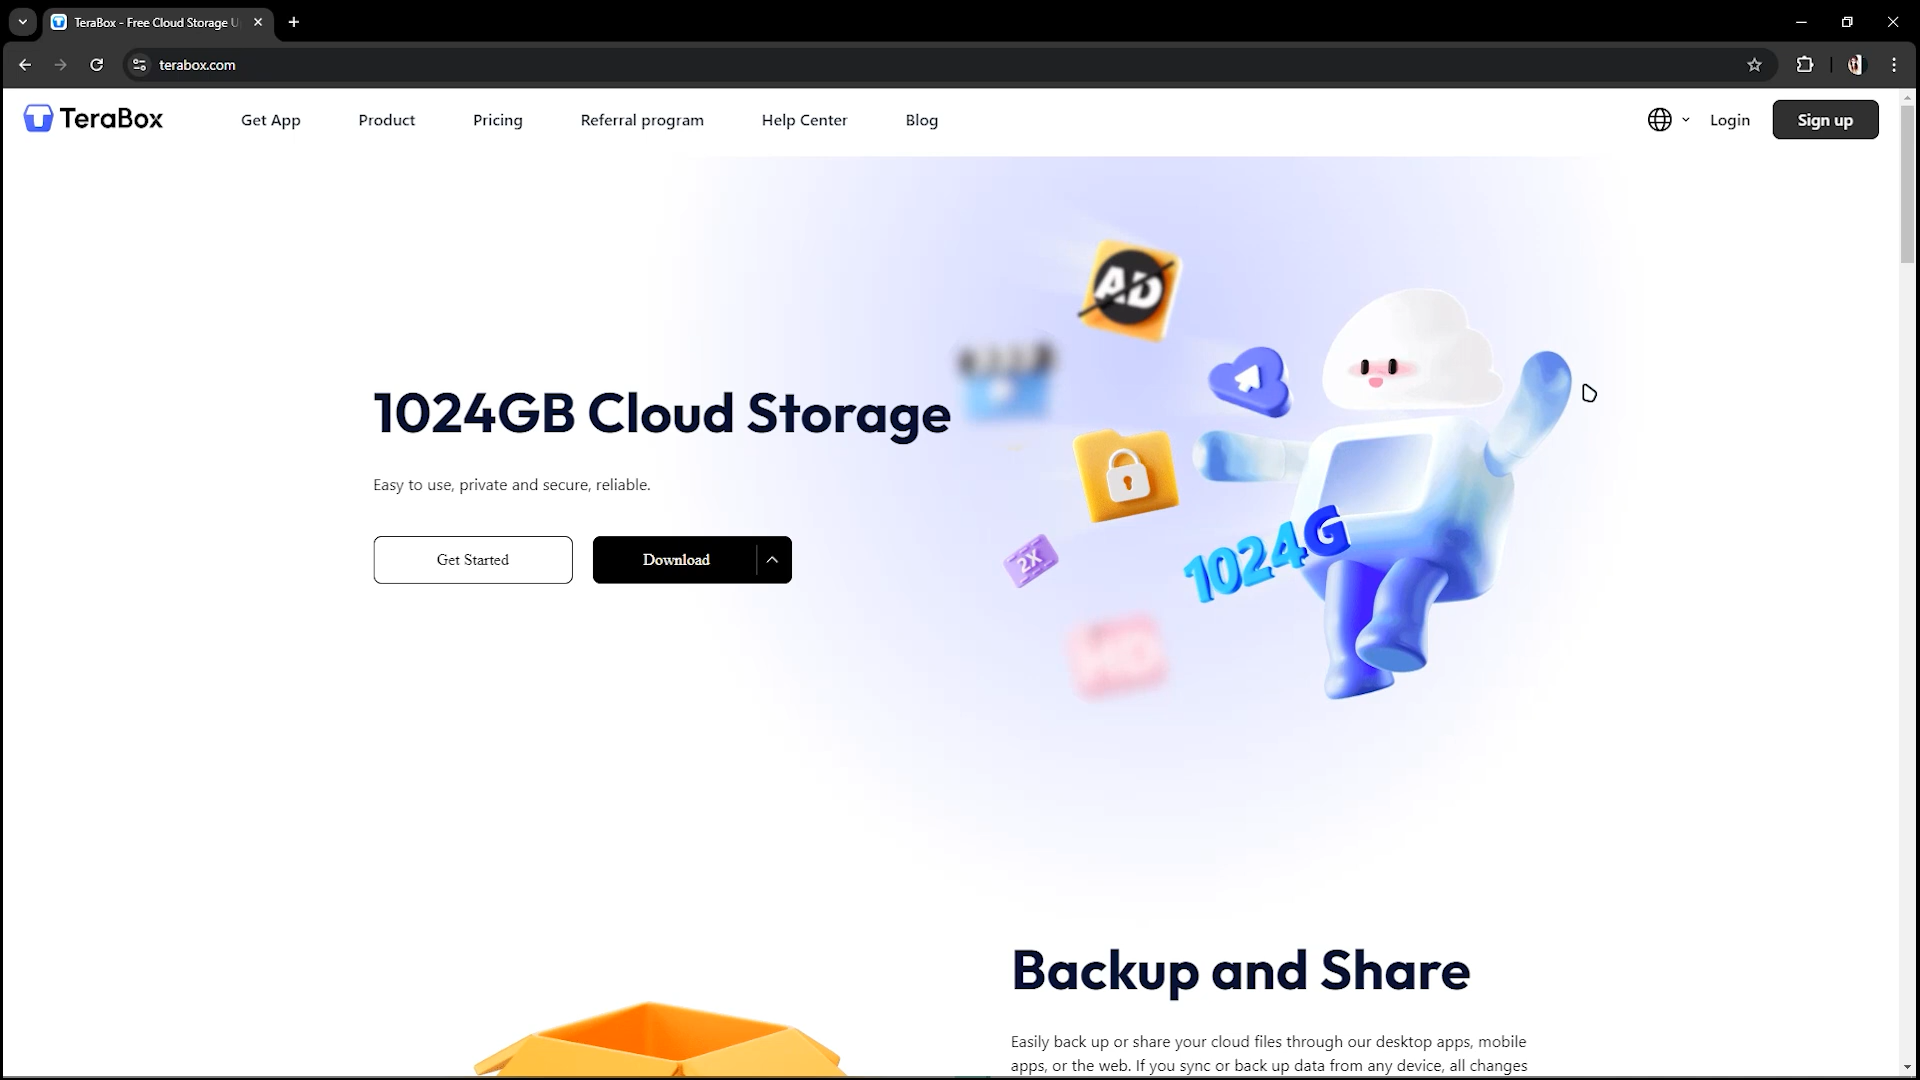 TeraBox - Free Cloud Storage U
terabox.com
TeraBox
Get App
Product
Pricing
Referral program
Help Center
Blog
Login
Sign up
AD
1024GB Cloud Storage
Easy to use, private and secure, reliable.
Get Started
Download
2X
1024G
Backup and Share
Easily back up or share your cloud files through our desktop apps, mobile
apps, or the web. If you sync or back up data from any device, all changes